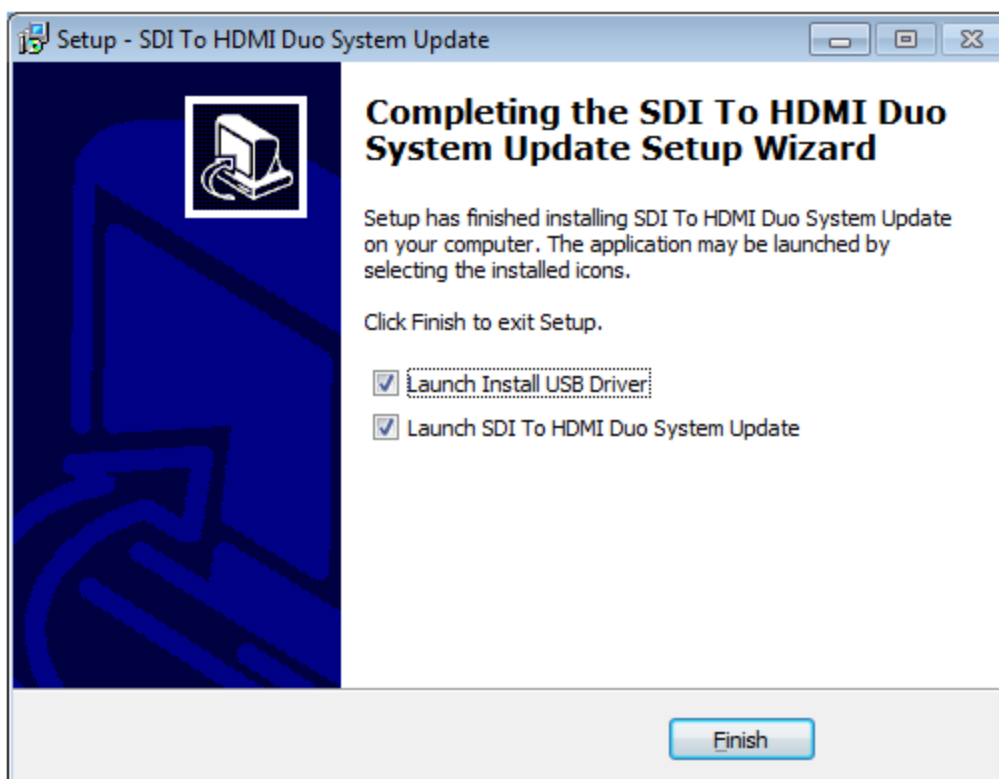 Setup - SDI To HDMI Duo System Update
Completing the SDI To HDMI Duo
System Update Setup Wizard
Setup has finished installing SDI To HDMI Duo System Update
on your computer. The application may be launched by
selecting the installed icons.
Click Finish to exit Setup.
Launch Install USB Driver
Launch SDI To HDMI Duo System Update
Finish